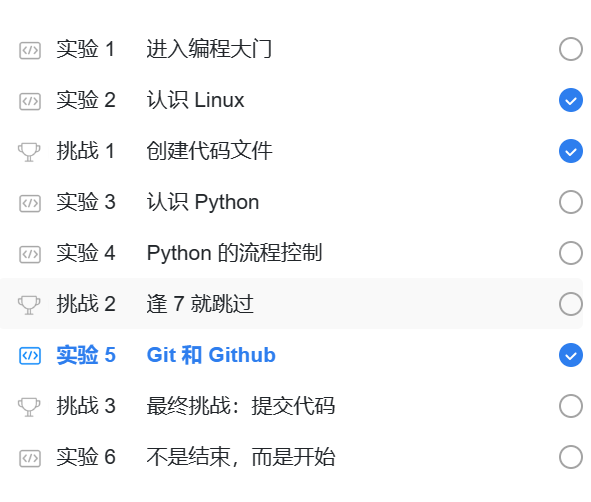 实验 1 进入编程大门
实验 2 认识 Linux
挑战 1 创建代码文件
实验 3 认识 Python
实验 4 Python 的流程控制
挑战 2 逢 7 就跳过
实验 5 Git 和 Github
挑战 3 最终挑战：提交代码
实验 6 不是结束，而是开始